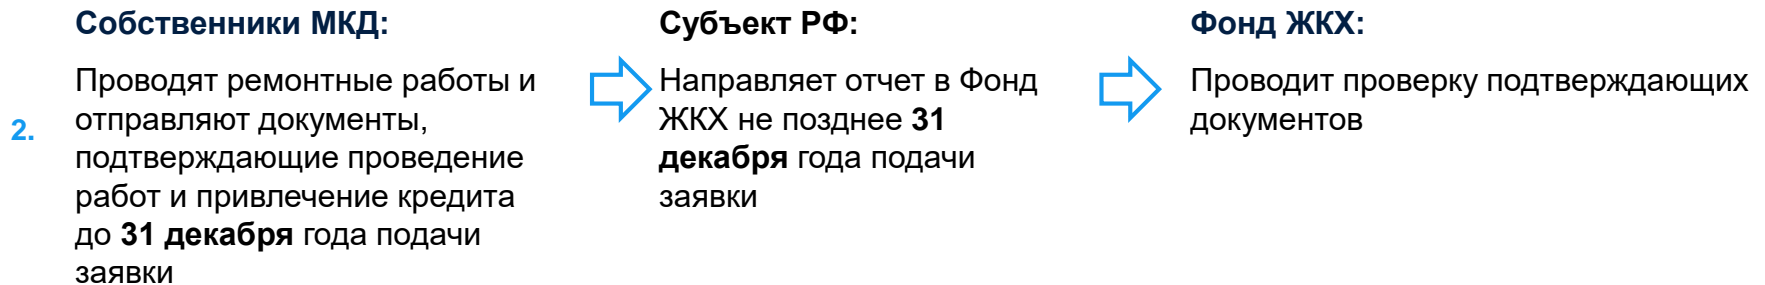 2.
Собственники МКД:
Проводят ремонтные работы и
отправляют документы,
подтверждающие проведение
работ и привлечение кредита
до 31 декабря года подачи
заявки
Субъект РФ:
Направляет отчет в Фонд
ЖКХ не позднее 31
декабря года подачи
заявки
Фонд ЖКХ:
Проводит проверку подтверждающих
документов